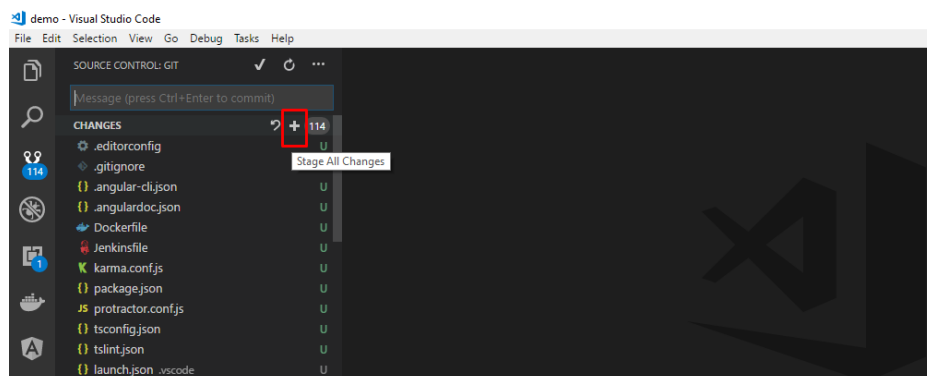 demo - Visual Studio Code
File Edit Selection View Go Debug Tasks Help
SOURCE CONTROL: GIT
Message (press Ctrl+Enter to commit)
CHANGES 114
.editorconfig U
Stage All Changes
.gitignore
114
{} .angular-cli.json U
{} .angulardoc.json U
Dockerfile U
Jenkinsfile U
K karma.conf.js U
1
{} package.json U
JS protractor.conf.js U
{} tsconfig.json U
{} tslint.json U
A
{} launch.json .vscode U